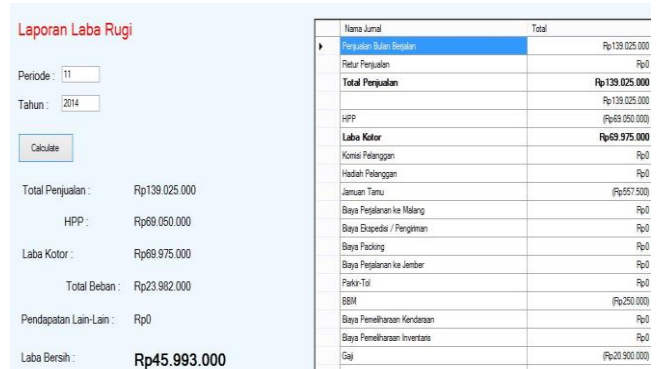 Laporan Laba Rugi
Periode : 11
Tahun : 2014
Calculate
Total Penjualan : Rp139.025.000
HPP : Rp69.050.000
Laba Kotor : Rp69.975.000
Total Beban : Rp23.982.000
Pendapatan Lain-Lain : Rp0
Laba Bersih : Rp45.993.000
Nama Jurnal Total
Penjualan Bulan Berjalan Rp139.025.000
Retur Penjualan Rp0
Total Penjualan Rp139.025.000
Rp139.025.000
HPP (Rp69.050.000)
Laba Kotor Rp69.975.000
Komisi Pelanggan Rp0
Hadiah Pelanggan Rp0
Jamuan Tamu (Rp557.500)
Biaya Perjalanan ke Malang Rp0
Biaya Ekspedisi / Pengiriman Rp0
Biaya Packing Rp0
Biaya Perjalanan ke Jember Rp0
Parkir-Tol Rp0
BBM (Rp250.000)
Biaya Pemeliharaan Kendaraan Rp0
Biaya Pemeliharaan Inventaris Rp0
Gaji (Rp20.900.000)